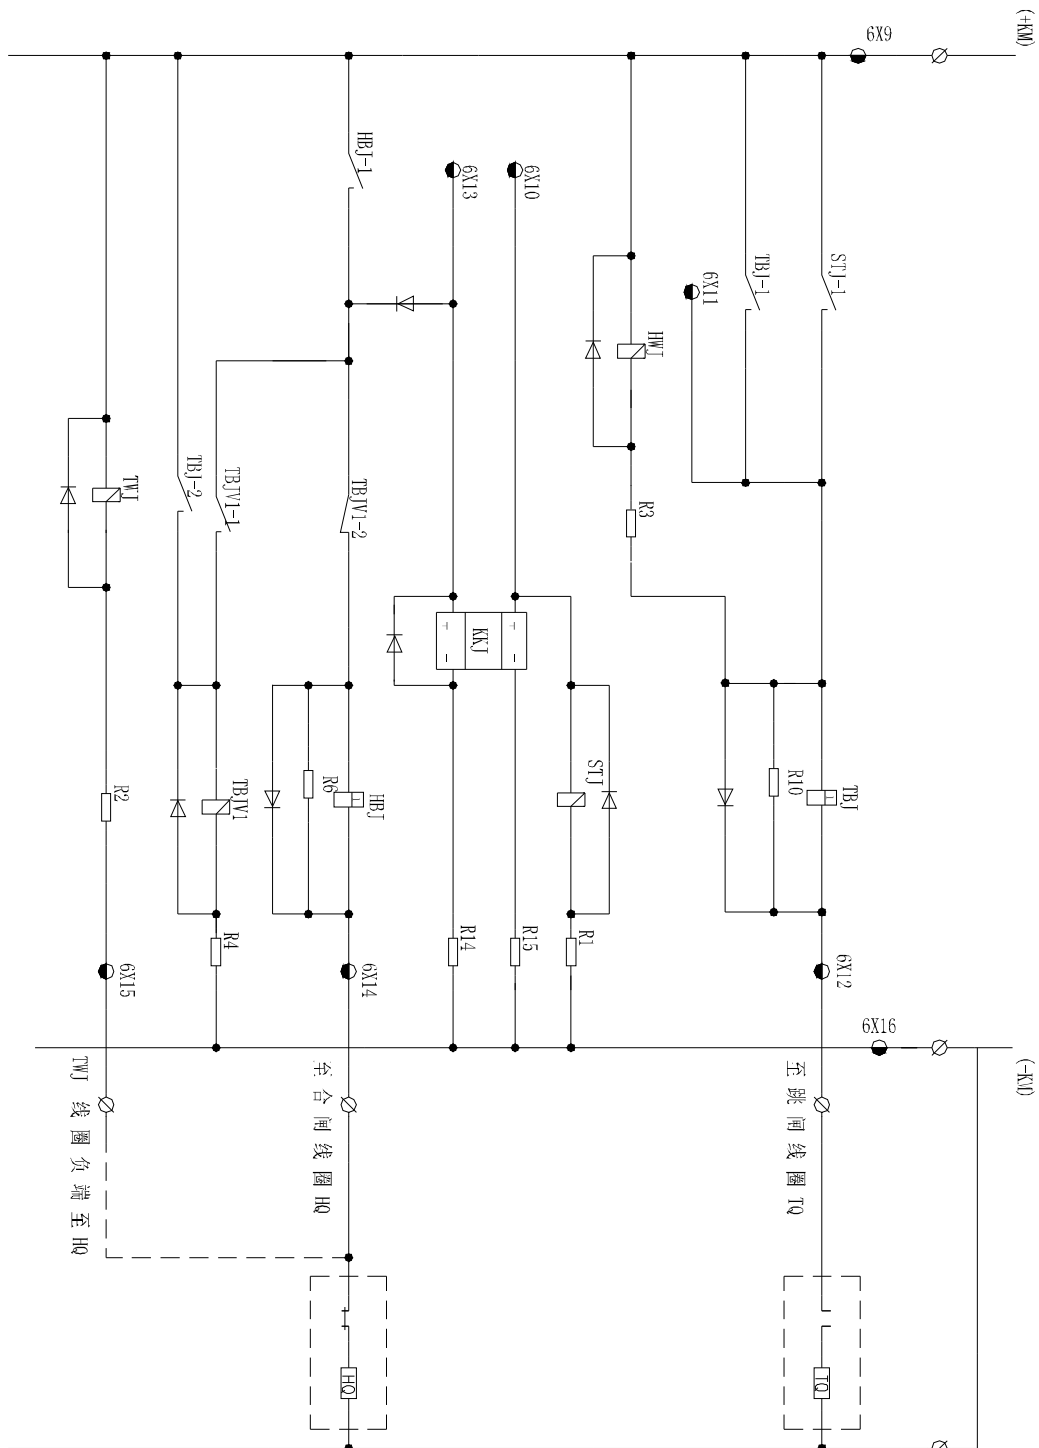 (+KM)
6X9
HBJ-1
6X13
6X10
STJ-1
TBJ-1
6X11
HWJ
TBJ-2
TBJV1-1
TBJV1-2
TWJ
R3
+
-
KKJ
+
-
R2
TBJV1
R6
HBJ
STJ
R10
TBJ
R4
R14
R15
R1
6X15
6X14
6X12
6X16
(-KM)
TWJ 线圈负端至HQ
至合闸线圈HQ
至跳闸线圈TQ
HQ
TQ